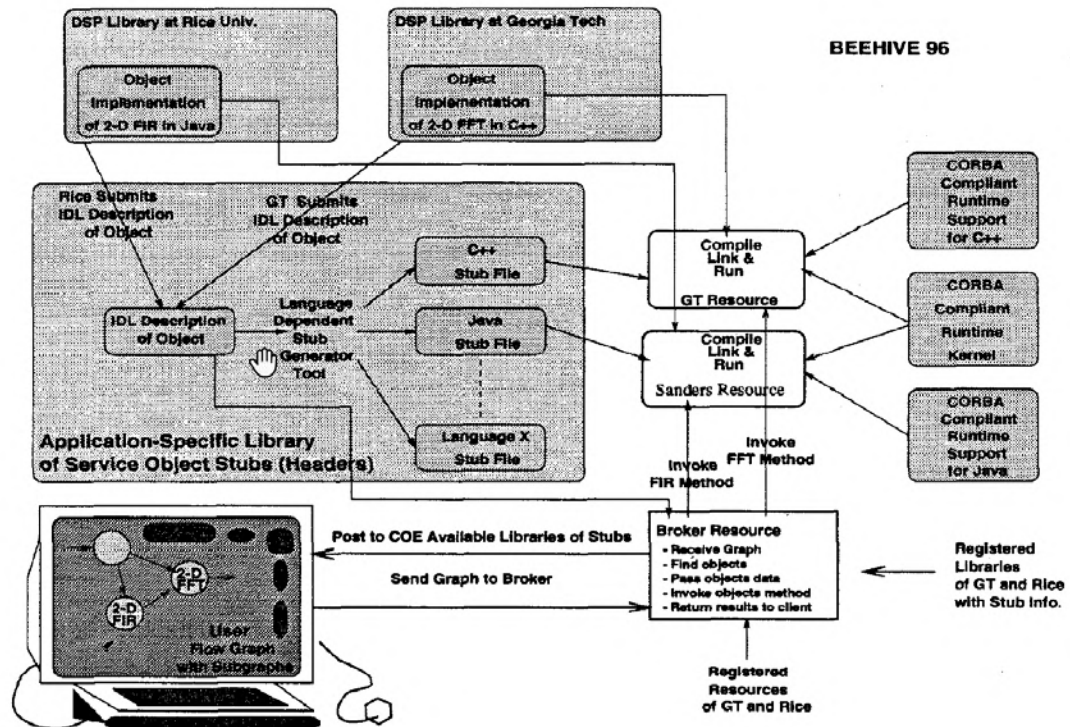 DSP Library at Rice Univ.
Object
Implementation
of 2-D FIR in Java
DSP Library at Georgia Tech
Object
Implementation
of 2-D FFT in C++
BEEHIVE 96
Rice Submits
IDL Description
of Object
GT Submits
IDL Description
of Object
IDL Description
of Object
Language
Dependent
Stub
Generator
Tool
C++
Stub File
Java
Stub File
Language X
Stub File
Application-Specific Library
of Service Object Stubs (Headers)
Compile
Link &
Run
GT Resource
Compile
Link &
Run
Sanders Resource
CORBA
Compliant
Runtime
Support
for C++
CORBA
Compliant
Runtime
Kernel
CORBA
Compliant
Runtime
Support
for Java
Invoke
FIR Method
Invoke
FFT Method
Post to COE Available Libraries of Stubs
Send Graph to Broker
Broker Resource
- Receive Graph
- Find objects
- Pass objects data
- Invoke objects method
- Return results to client
Registered
Libraries
of GT and Rice
with Stub Info.
Registered
Resources
of GT and Rice
2-D
FFT
2-D
FIR
User
Flow Graph
with Subgraphs